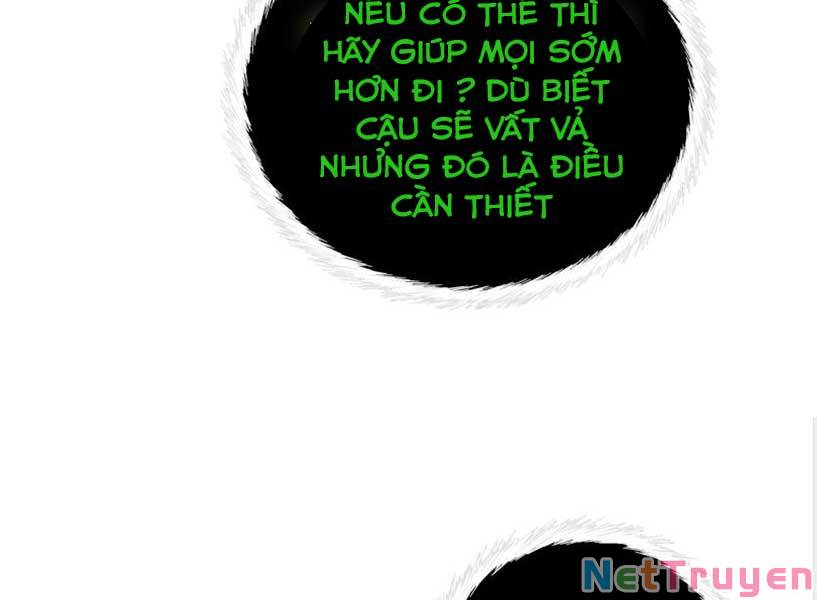 NẾU CÓ THỂ THÌ
HÃY GIÚP MỌI SỚM
HƠN ĐI ? DÙ BIẾT
CẬU SẼ VẤT VẢ
NHƯNG ĐÓ LÀ ĐIỀU
CẦN THIẾT
NetTruyen